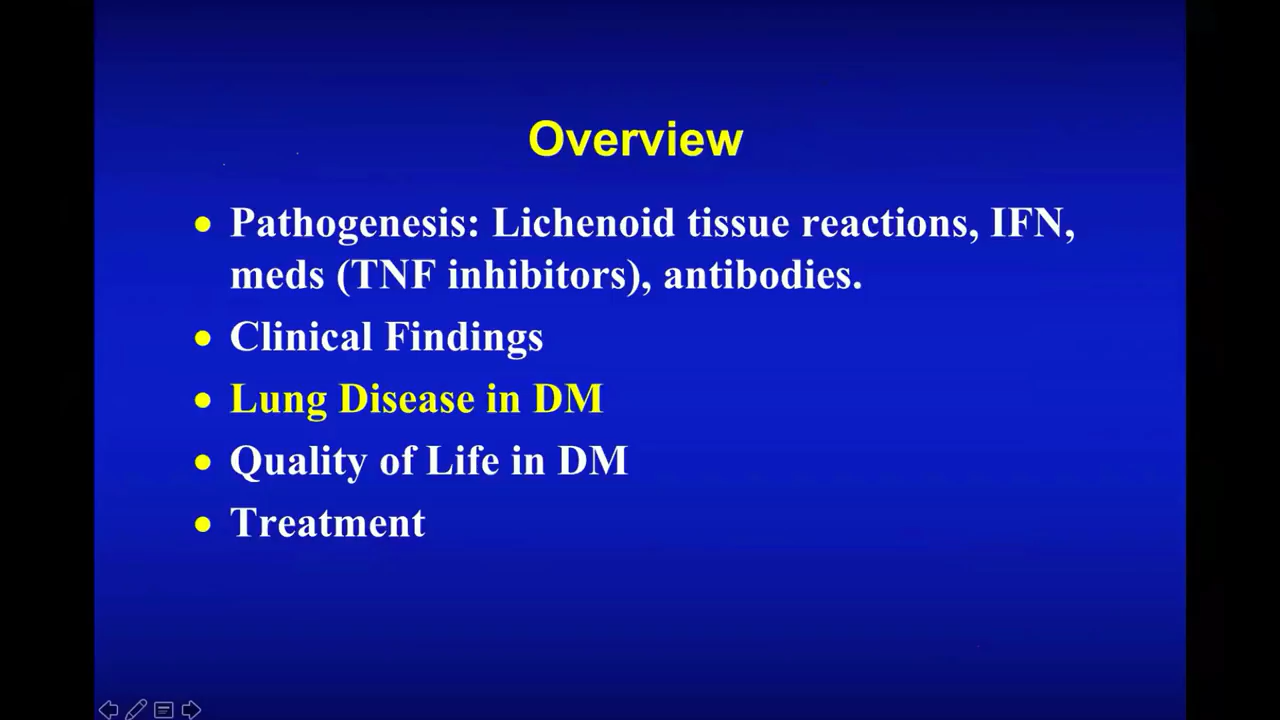 Overview
Pathogenesis: Lichenoid tissue reactions, IFN,
meds (TNF inhibitors), antibodies.
Clinical Findings
Lung Disease in DM
Quality of Life in DM
Treatment